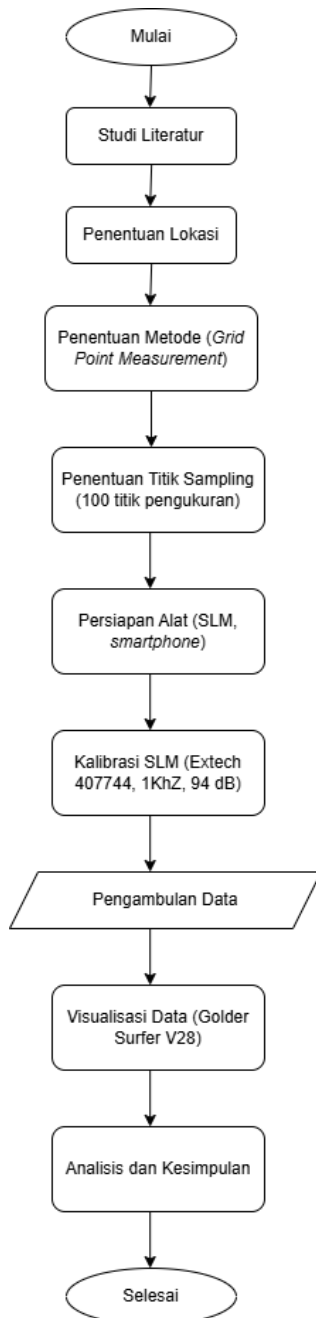 Mulai
Studi Literatur
Penentuan Lokasi
Penentuan Metode (Grid
Point Measurement)
Penentuan Titik Sampling
(100 titik pengukuran)
Persiapan Alat (SLM,
smartphone)
Kalibrasi SLM (Extech
407744, 1KhZ, 94 dB)
Pengambulan Data
Visualisasi Data (Golder
Surfer V28)
Analisis dan Kesimpulan
Selesai